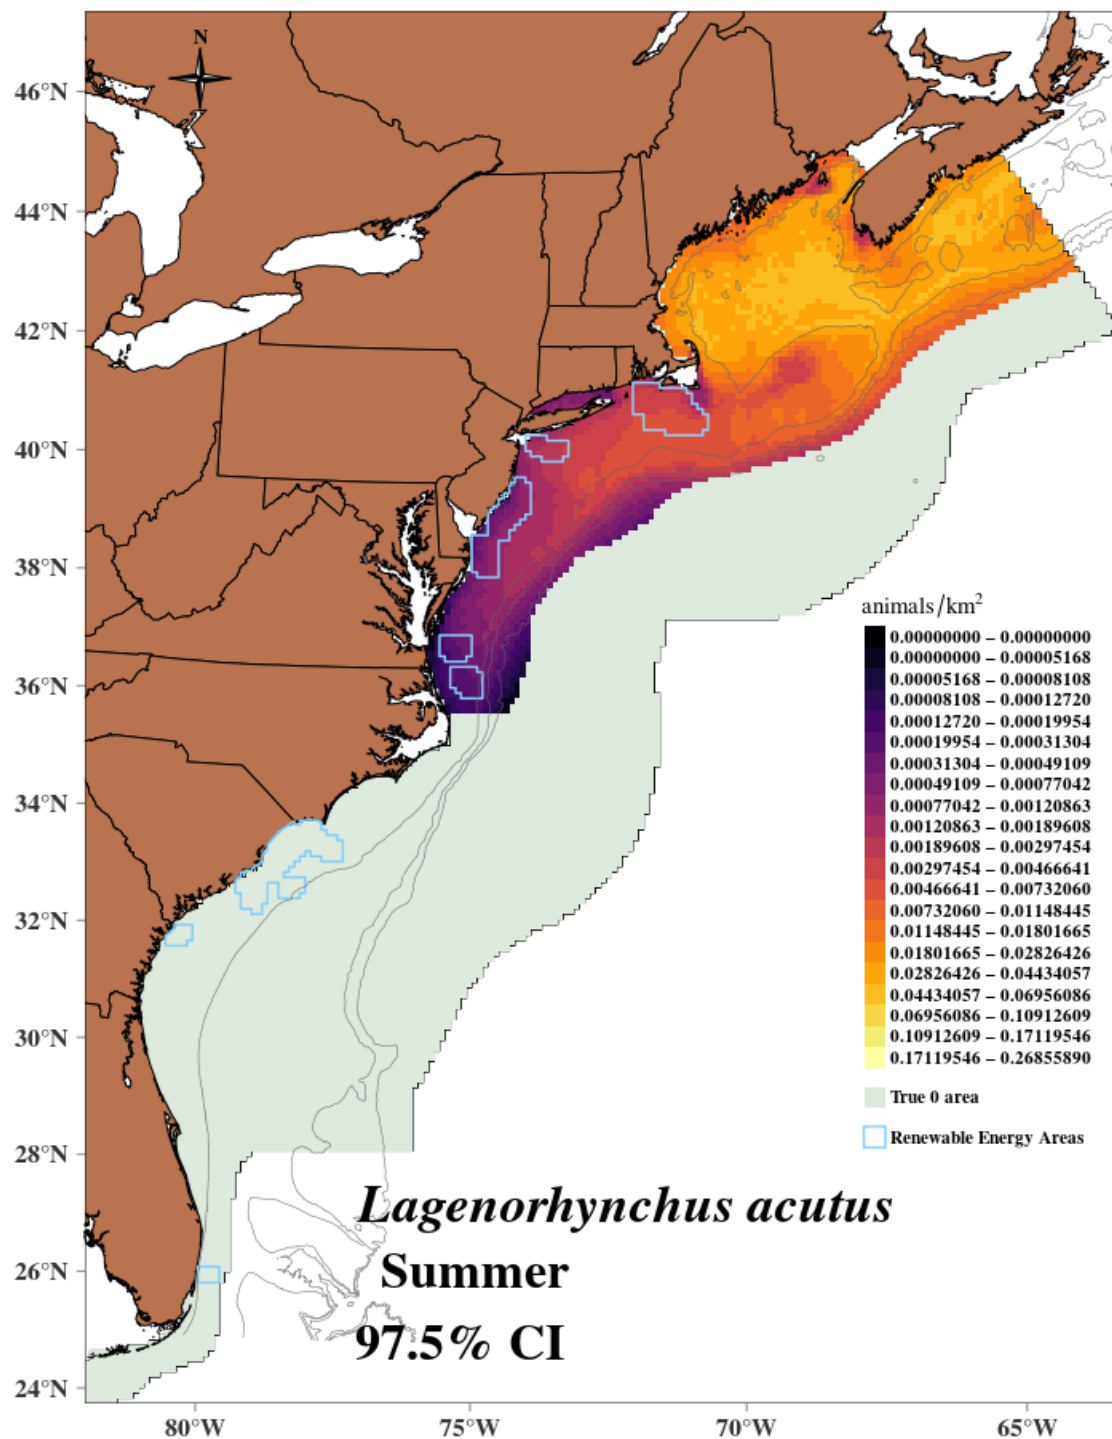 N
46°N
44°N
42°N
40°N
38°N
36°N
34°N
32°N
30°N
28°N
26°N
24°N
80°W
75°W
70°W
65°W
animals/km²
0.00000000 – 0.00000000
0.00000000 – 0.00005168
0.00005168 – 0.00008108
0.00008108 – 0.00012720
0.00012720 – 0.00019954
0.00019954 – 0.00031304
0.00031304 – 0.00049109
0.00049109 – 0.00077042
0.00077042 – 0.00120863
0.00120863 – 0.00189608
0.00189608 – 0.00297454
0.00297454 – 0.00466641
0.00466641 – 0.00732060
0.00732060 – 0.01148445
0.01148445 – 0.01801665
0.01801665 – 0.02826426
0.02826426 – 0.04434057
0.04434057 – 0.06956086
0.06956086 – 0.10912609
0.10912609 – 0.17119546
0.17119546 – 0.26855890
True 0 area
Renewable Energy Areas
Lagenorhynchus acutus
Summer
97.5% CI